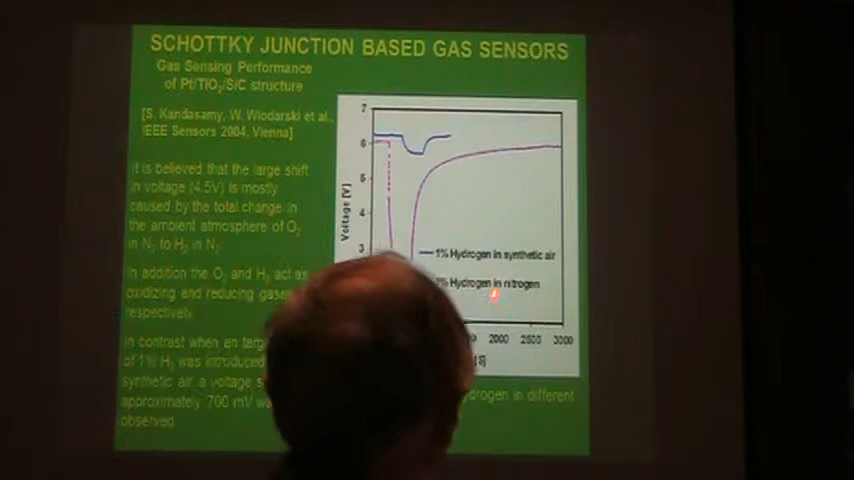 SCHOTTKY JUNCTION BASED GAS SENSORS
Gas Sensing Performance
of Pt/TiO2/SiC structure
[S. Kandasamy, W. Wlodarski et al.,
IEEE Sensors 2004, Vienna]
It is believed that the large shift
in voltage (4.5V) is mostly
caused by the total change in
the ambient atmosphere of O2
in N2 to H2 in N2.
In addition the O2 and H2 act as
oxidizing and reducing gases
respectively.
In contrast when an
of 1% H2 was introduced
synthetic air a voltage
approximately 700 mV
observed
7
6
5
4
3
Voltage [V]
1% Hydrogen in synthetic air
Hydrogen in nitrogen
2000 2500 3000
[S]
in different